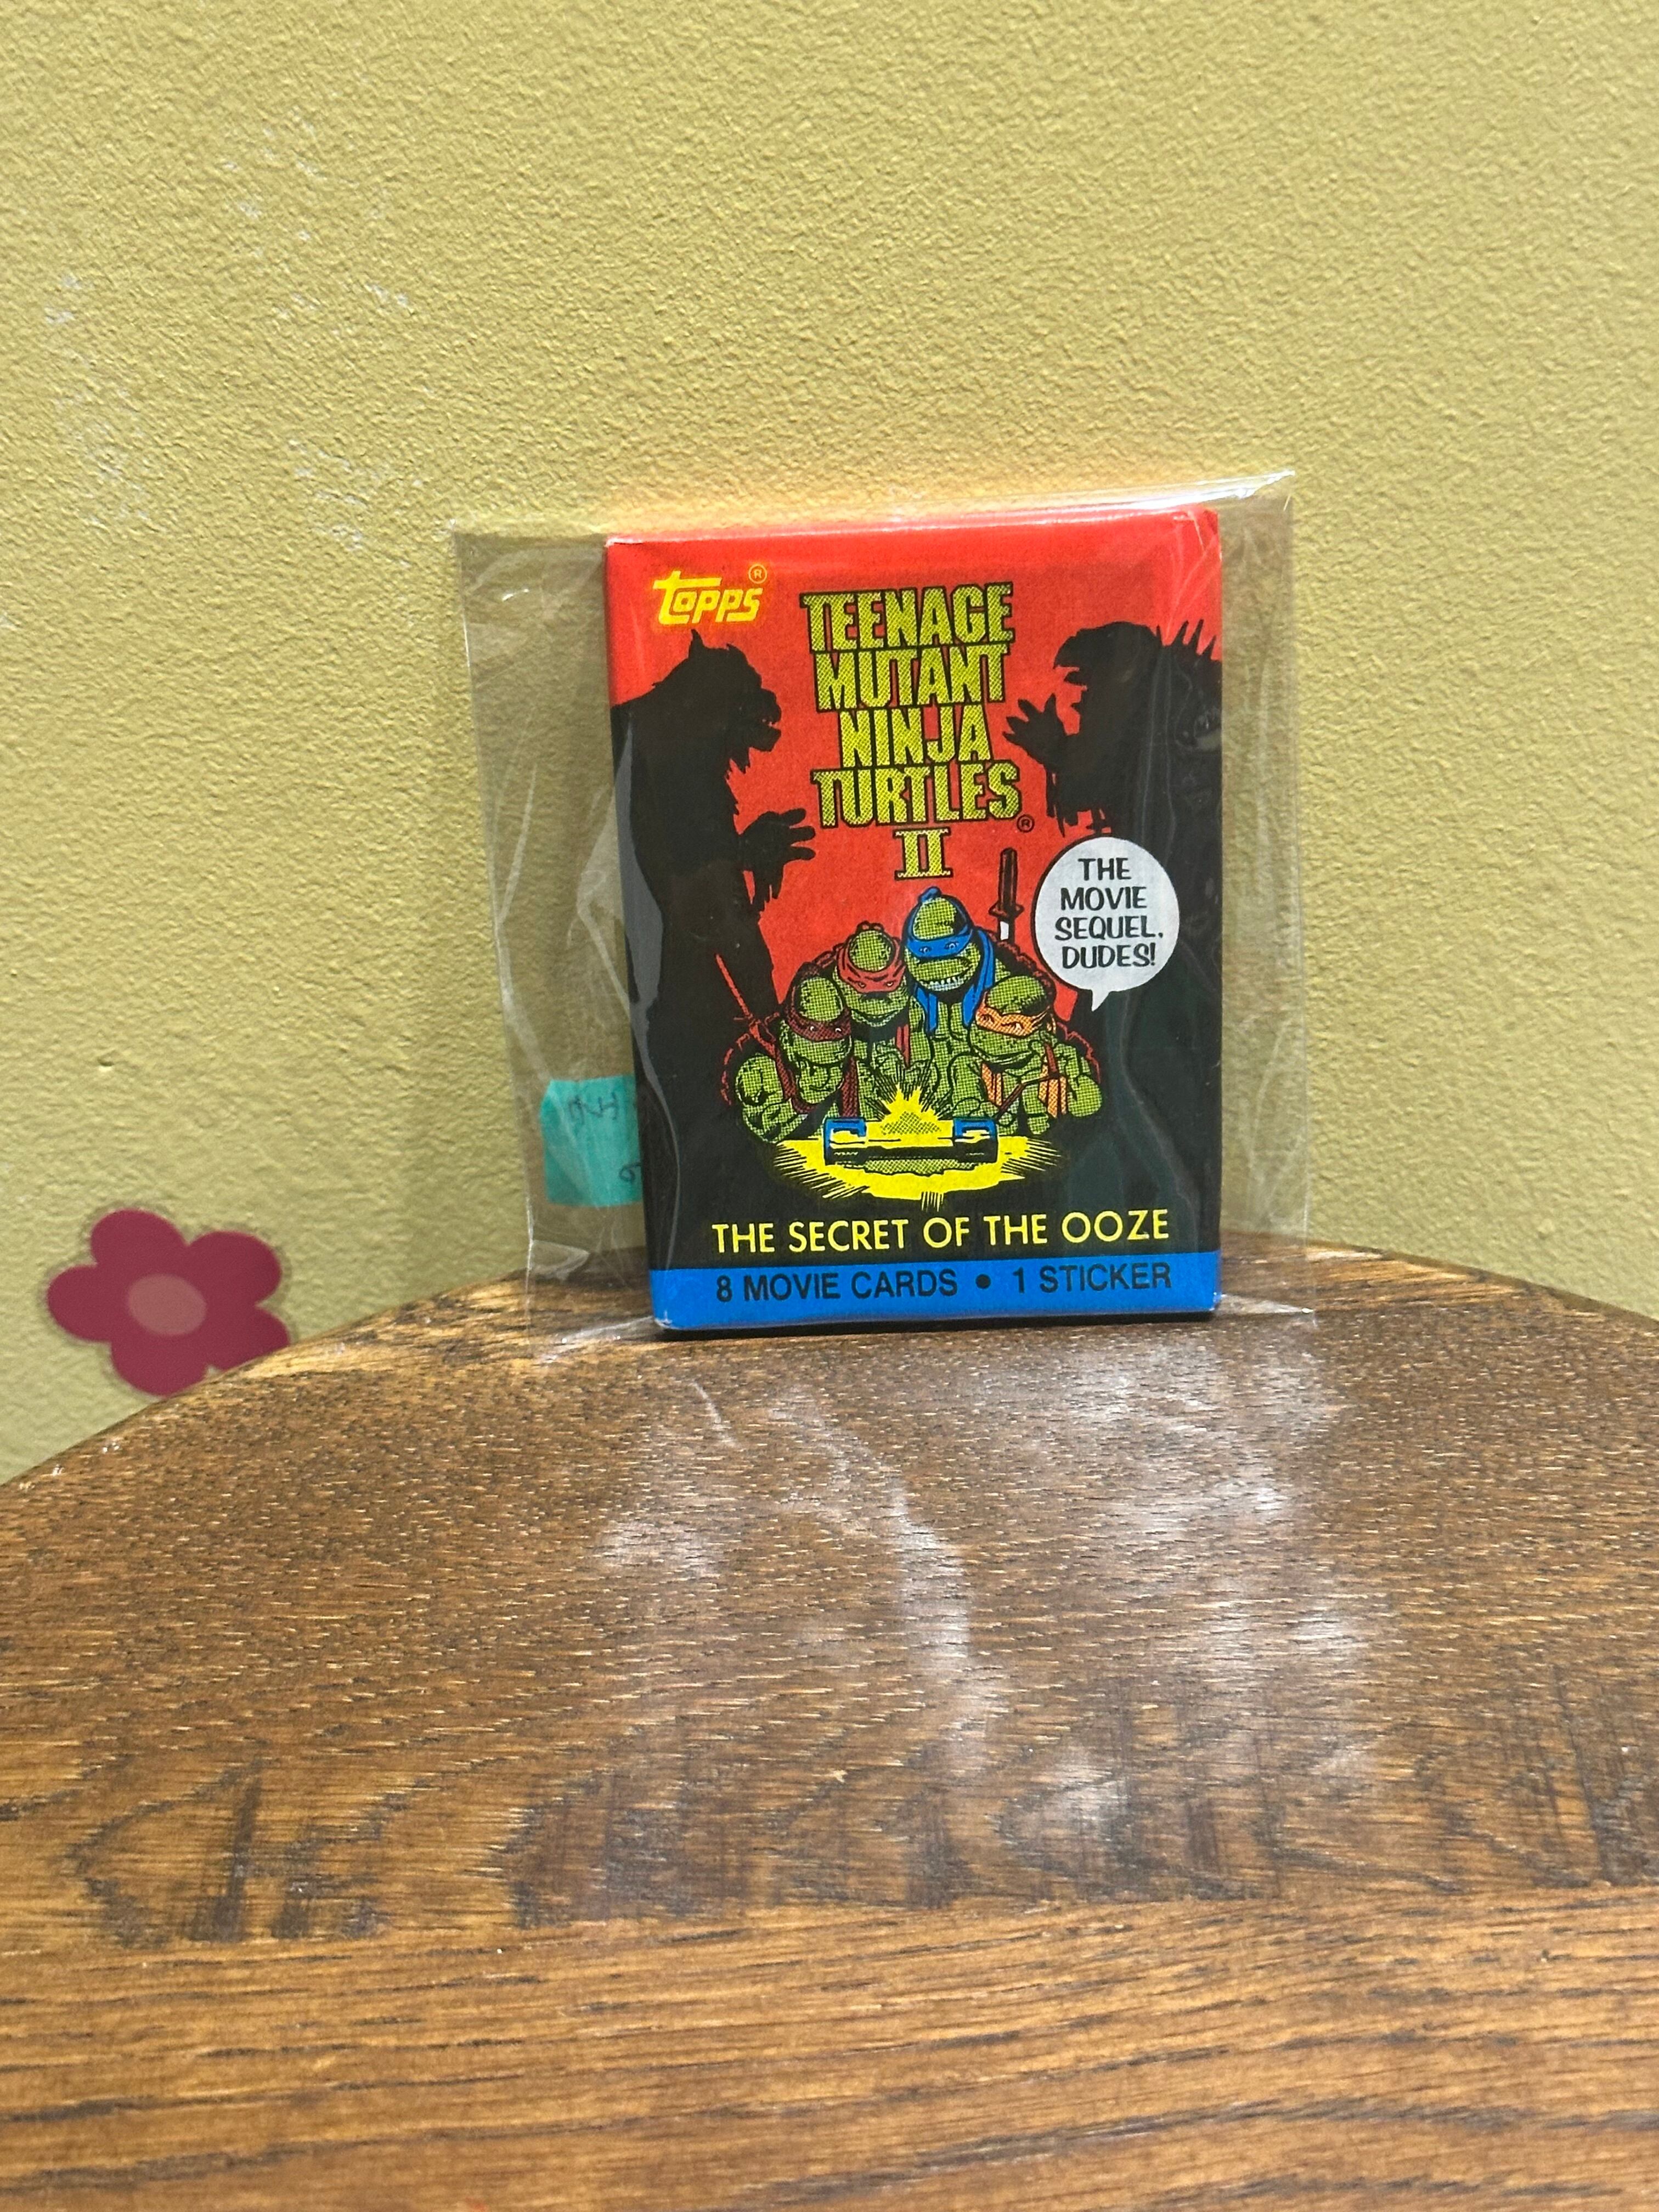 topps®
TEENAGE
MUTANT
NINJA
TURTLES®
II
THE
MOVIE
SEQUEL,
DUDES!
THE SECRET OF THE OOZE
8 MOVIE CARDS • 1 STICKER